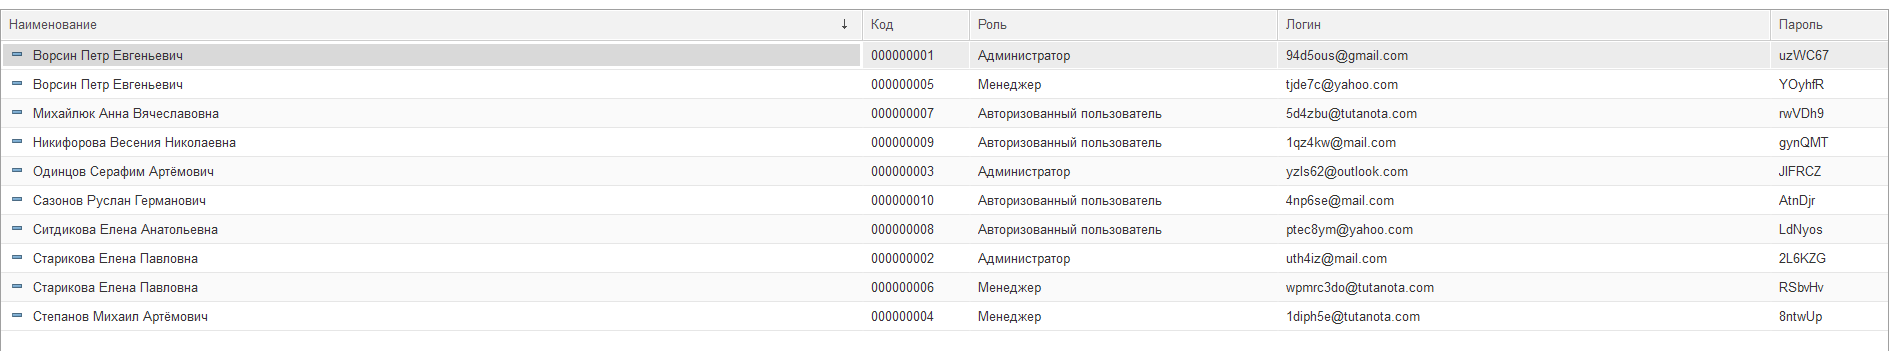 Наименование ↓ Код Роль Логин Пароль
Ворсин Петр Евгеньевич 000000001 Администратор 94d5ous@gmail.com uzWC67
Ворсин Петр Евгеньевич 000000005 Менеджер tjde7c@yahoo.com YOyhfR
Михайлюк Анна Вячеславовна 000000007 Авторизованный пользователь 5d4zbu@tutanota.com rwVDh9
Никифорова Весения Николаевна 000000009 Авторизованный пользователь 1qz4kw@mail.com gynQMT
Одинцов Серафим Артёмович 000000003 Администратор yzls62@outlook.com JlFRCZ
Сазонов Руслан Германович 000000010 Авторизованный пользователь 4np6se@mail.com AtnDjr
Ситдикова Елена Анатольевна 000000008 Авторизованный пользователь ptec8ym@yahoo.com LdNyos
Старикова Елена Павловна 000000002 Администратор uth4iz@mail.com 2L6KZG
Старикова Елена Павловна 000000006 Менеджер wpmrc3do@tutanota.com RSbvHv
Степанов Михаил Артёмович 000000004 Менеджер 1diph5e@tutanota.com 8ntwUp